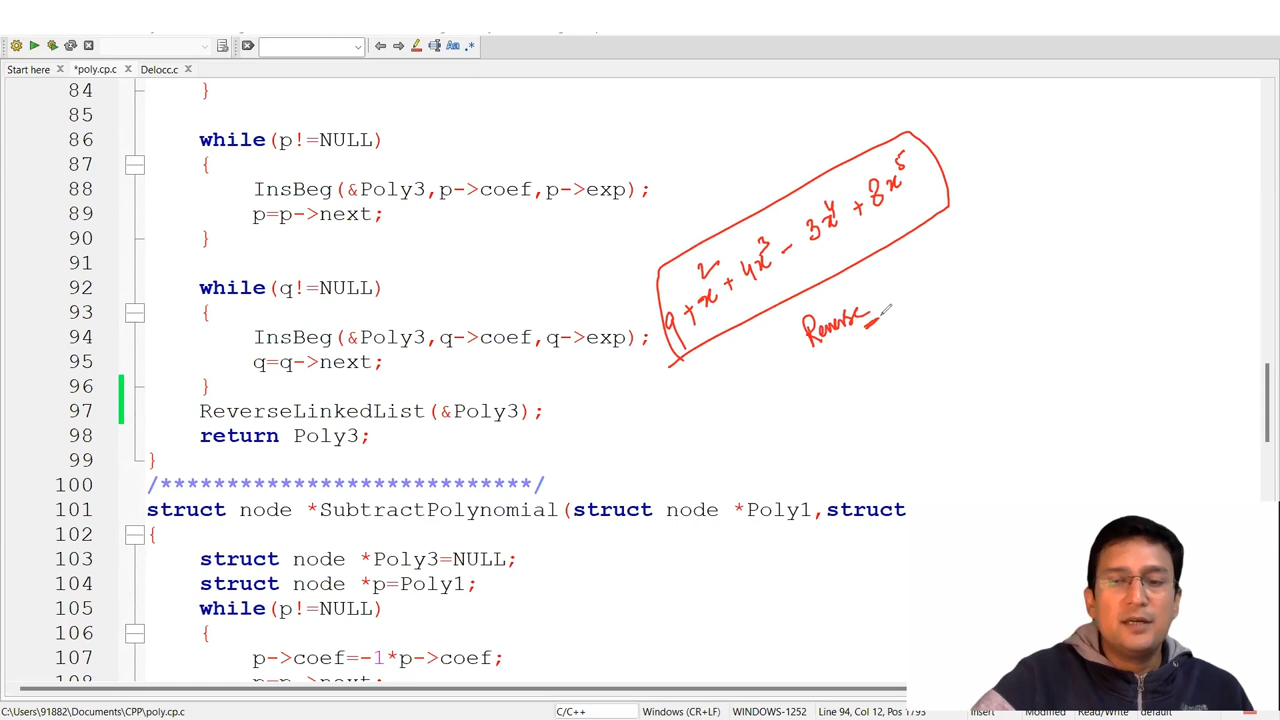 Start here
*poly.cp.c
Delocc.c
84 }
85
86 while(p!=NULL)
87 {
88 InsBeg(&Poly3,p->coef,p->exp);
89 p=p->next;
90 }
91
92 while(q!=NULL)
93 {
94 InsBeg(&Poly3,q->coef,q->exp);
95 q=q->next;
96 }
97 ReverseLinkedList(&Poly3);
98 return Poly3;
99 }
100 /*****************************/
101 struct node *SubtractPolynomial(struct node *Poly1,struct
102 {
103 struct node *Poly3=NULL;
104 struct node *p=Poly1;
105 while(p!=NULL)
106 {
107 p->coef=-1*p->coef;
9 + x² + 4x³ - 3x⁴ + 8x⁵
Reverse
C:\Users\91882\Documents\CPP\poly.cp.c C/C++ Windows (CR+LF) WINDOWS-1252 Line 94, Col 12, Pos 1793 Insert Modified Read/Write default